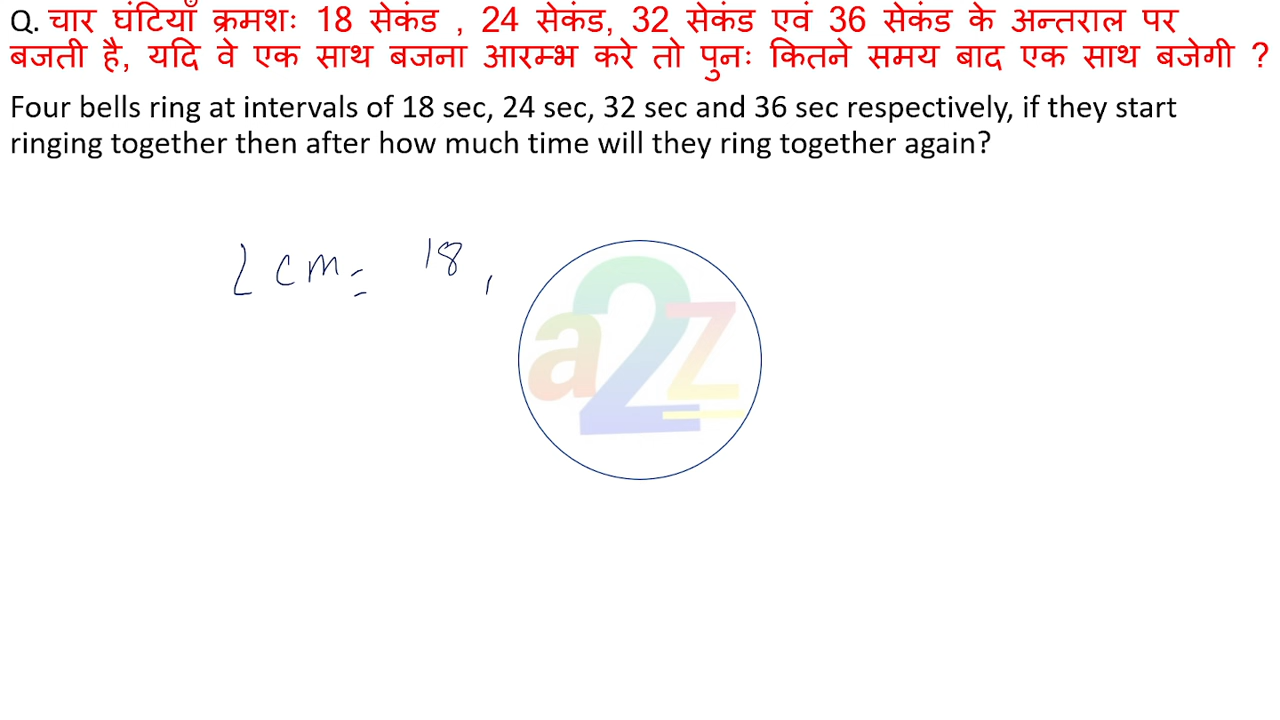 Q. चार घंटियाँ क्रमशः 18 सेकंड , 24 सेकंड, 32 सेकंड एवं 36 सेकंड के अन्तराल पर
बजती है, यदि वे एक साथ बजना आरम्भ करे तो पुनः कितने समय बाद एक साथ बजेगी ?
Four bells ring at intervals of 18 sec, 24 sec, 32 sec and 36 sec respectively, if they start
ringing together then after how much time will they ring together again?
Lcm = 18,
a2z